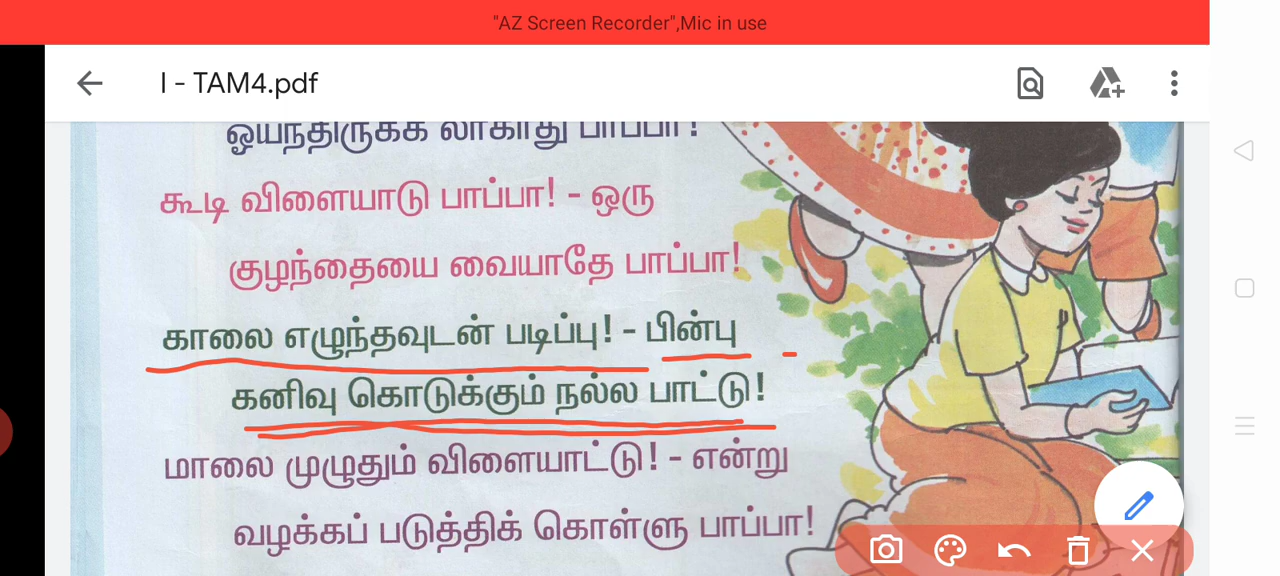 "AZ Screen Recorder",Mic in use
I - TAM4.pdf
ஓய்ந்திருக்க லாகாது பாப்பா!
கூடி விளையாடு பாப்பா! - ஒரு
குழந்தையை வையாதே பாப்பா!
காலை எழுந்தவுடன் படிப்பு! - பின்பு
கனிவு கொடுக்கும் நல்ல பாட்டு!
மாலை முழுதும் விளையாட்டு! - என்று
வழக்கப் படுத்திக் கொள்ளு பாப்பா!